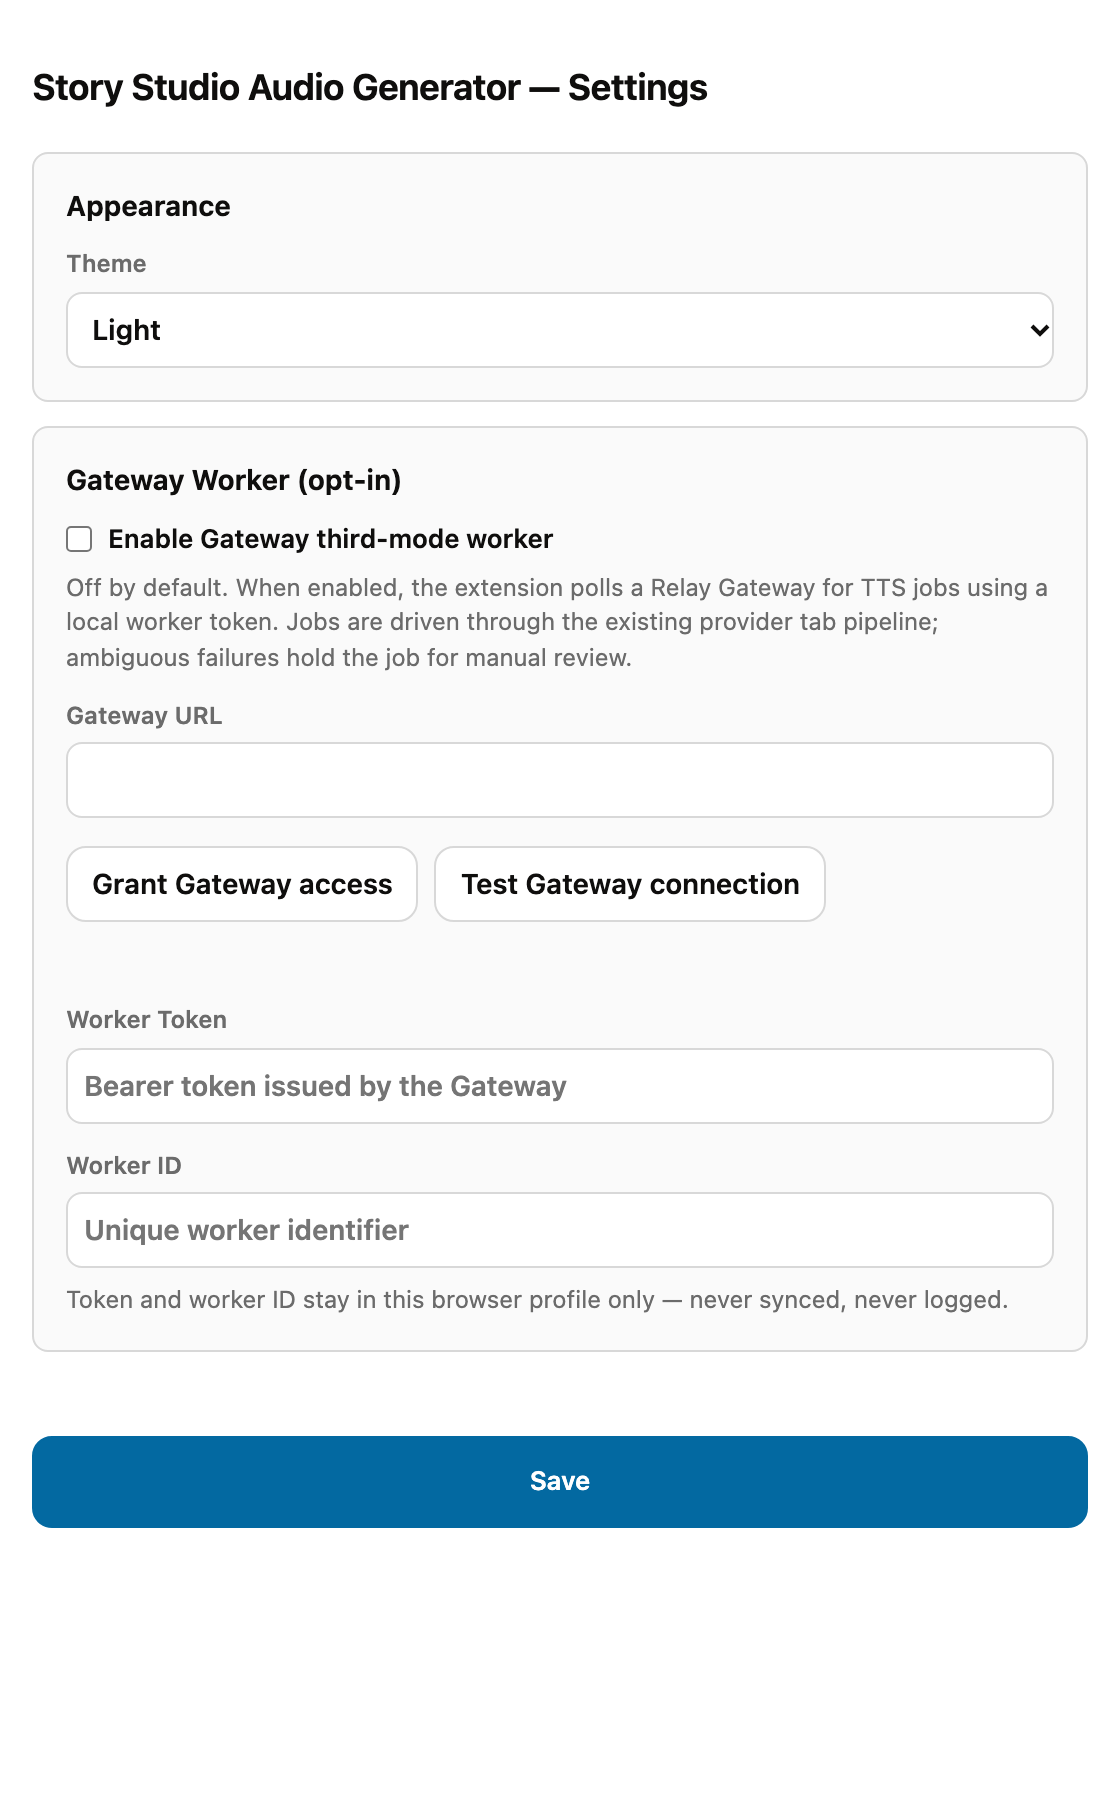 Story Studio Audio Generator — Settings
Appearance
Theme
Light
Gateway Worker (opt-in)
Enable Gateway third-mode worker
Off by default. When enabled, the extension polls a Relay Gateway for TTS jobs using a
local worker token. Jobs are driven through the existing provider tab pipeline;
ambiguous failures hold the job for manual review.
Gateway URL
Grant Gateway access
Test Gateway connection
Worker Token
Bearer token issued by the Gateway
Worker ID
Unique worker identifier
Token and worker ID stay in this browser profile only — never synced, never logged.
Save